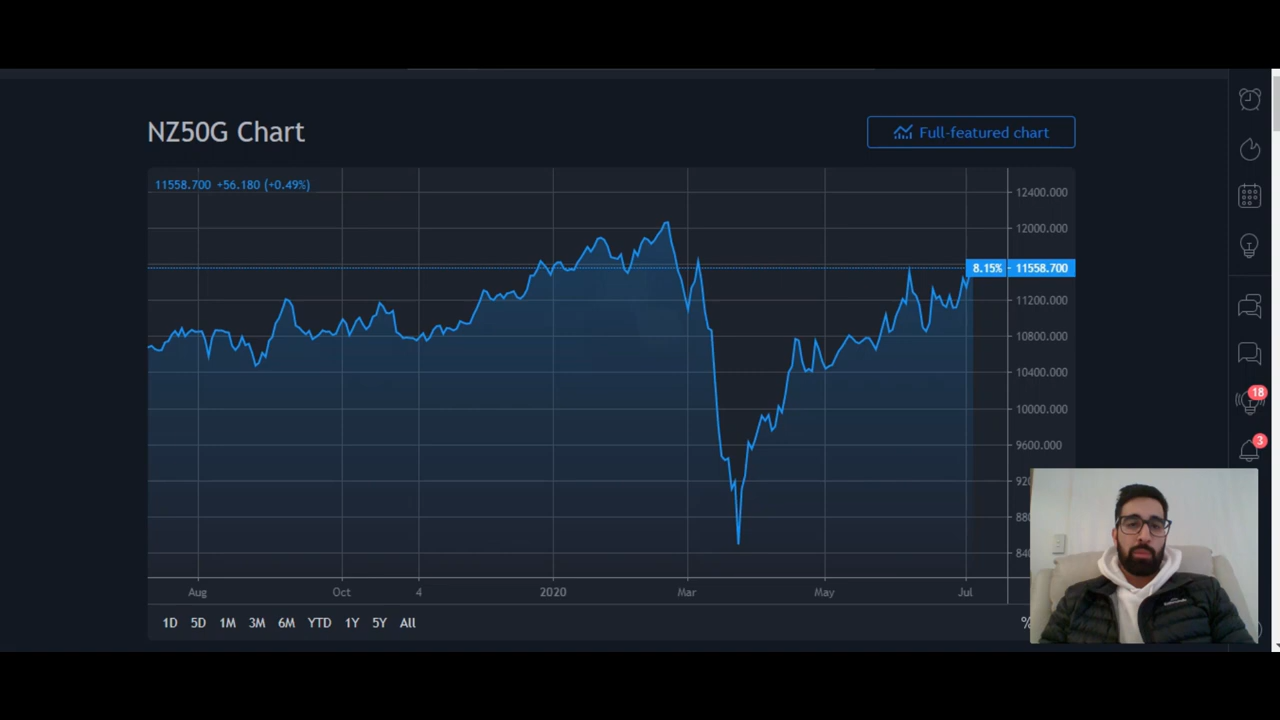 NZ50G Chart
Full-featured chart
11558.700 +56.180 (+0.49%)
12400.000
12000.000
8.15% 11558.700
11200.000
10800.000
10400.000
10000.000
9600.000
18
3
Aug Oct 4 2020 Mar May Jul
1D 5D 1M 3M 6M YTD 1Y 5Y All
%